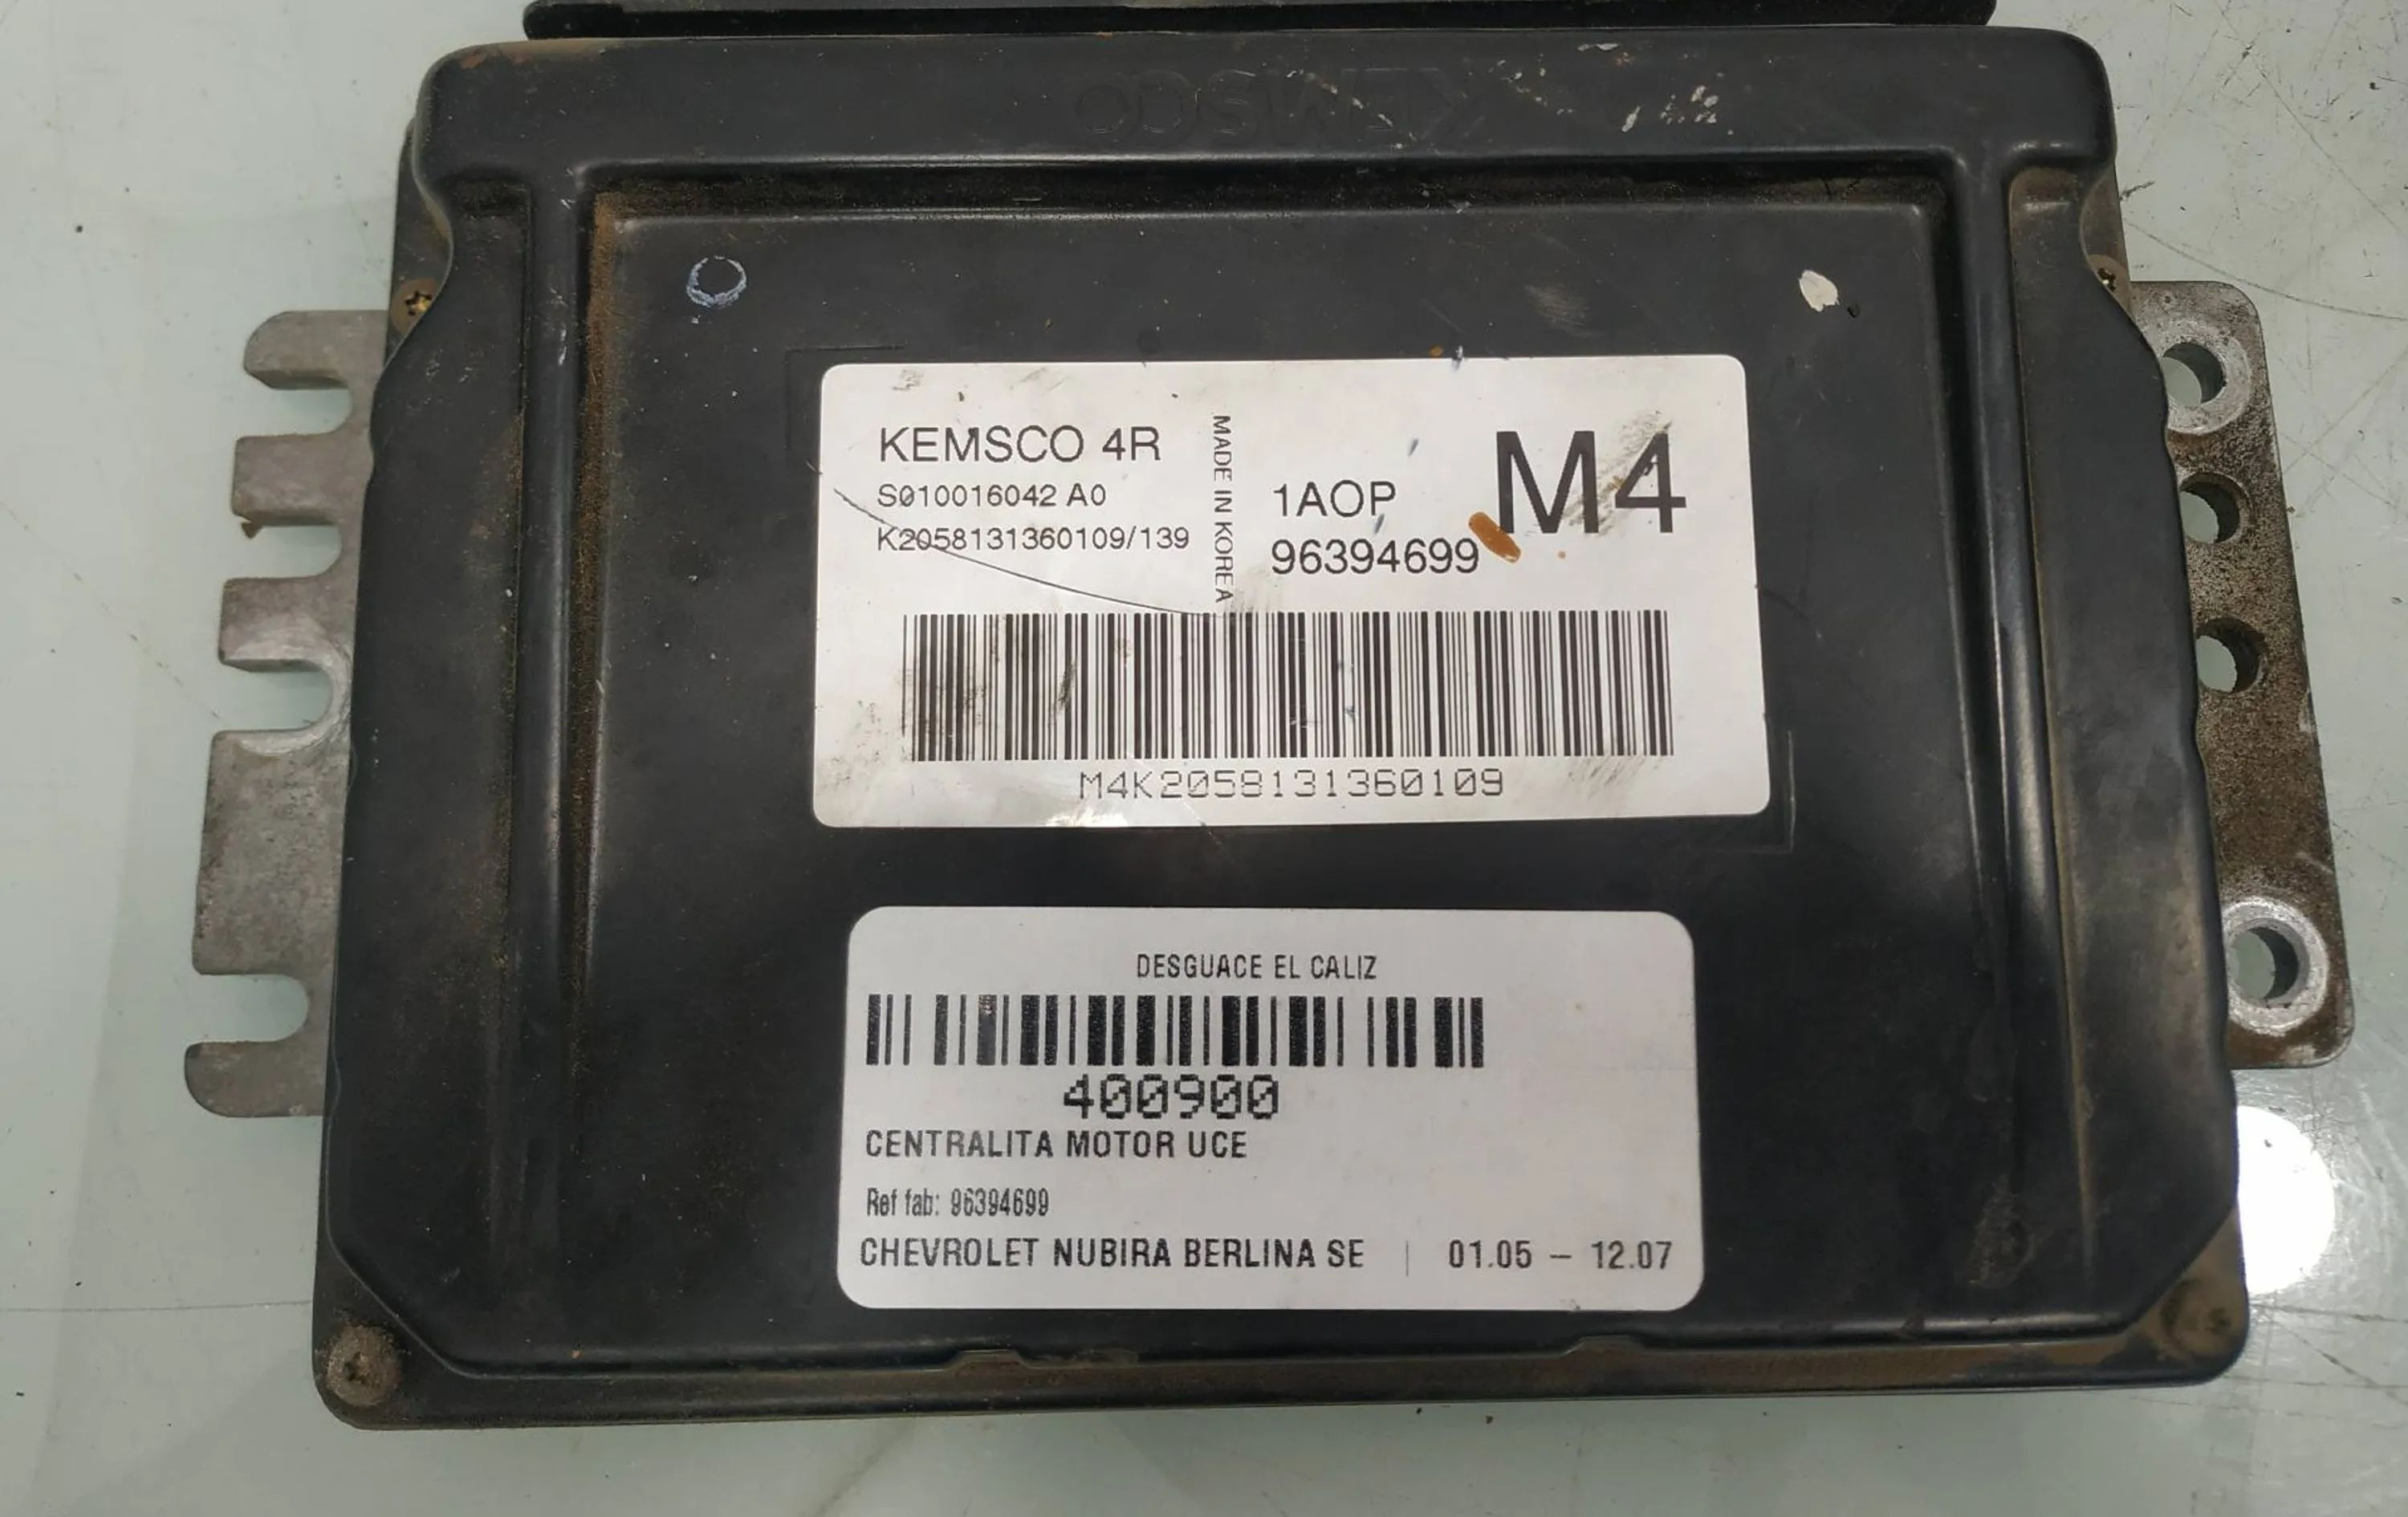 KEMSCO
KEMSCO 4R
S010016042 A0
K2058131360109/139
MADE IN KOREA
1AOP
96394699
M4
M4K2058131360109
DESGUACE EL CALIZ
400900
CENTRALITA MOTOR UCE
Ref fab: 96394699
CHEVROLET NUBIRA BERLINA SE | 01.05 – 12.07